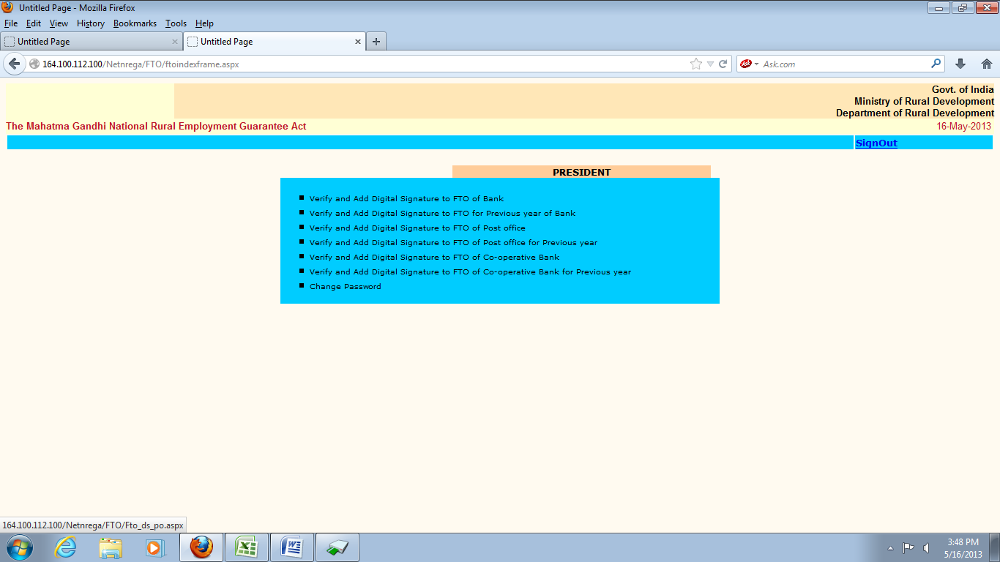 Untitled Page - Mozilla Firefox
File Edit View History Bookmarks Tools Help
Untitled Page
Untitled Page
164.100.112.100/Netnrega/FTO/ftoindexframe.aspx
Ask Ask.com
Govt. of India
Ministry of Rural Development
Department of Rural Development
The Mahatma Gandhi National Rural Employment Guarantee Act 16-May-2013
SignOut
PRESIDENT
Verify and Add Digital Signature to FTO of Bank
Verify and Add Digital Signature to FTO for Previous year of Bank
Verify and Add Digital Signature to FTO of Post office
Verify and Add Digital Signature to FTO of Post office for Previous year
Verify and Add Digital Signature to FTO of Co-operative Bank
Verify and Add Digital Signature to FTO of Co-operative Bank for Previous year
Change Password
164.100.112.100/Netnrega/FTO/Fto_ds_po.aspx
3:48 PM
5/16/2013